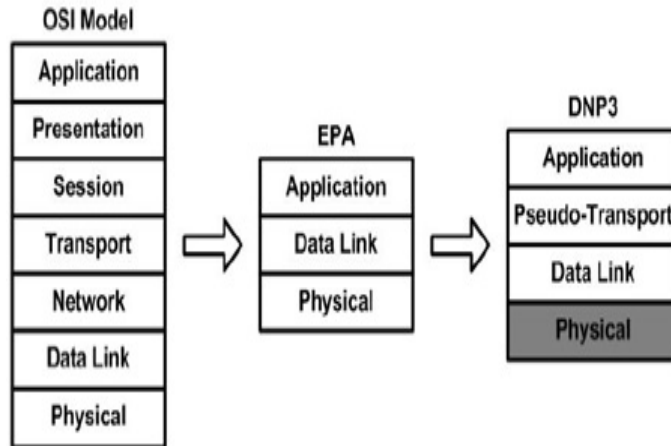 OSI Model
Application
Presentation
Session
Transport
Network
Data Link
Physical
EPA
Application
Data Link
Physical
DNP3
Application
Pseudo-Transport
Data Link
Physical